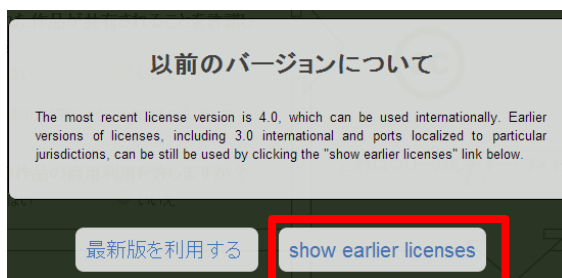 以前のバージョンについて
The most recent license version is 4.0, which can be used internationally. Earlier
versions of licenses, including 3.0 international and ports localized to particular
jurisdictions, can be still be used by clicking the "show earlier licenses" link below.
最新版を利用する
show earlier licenses